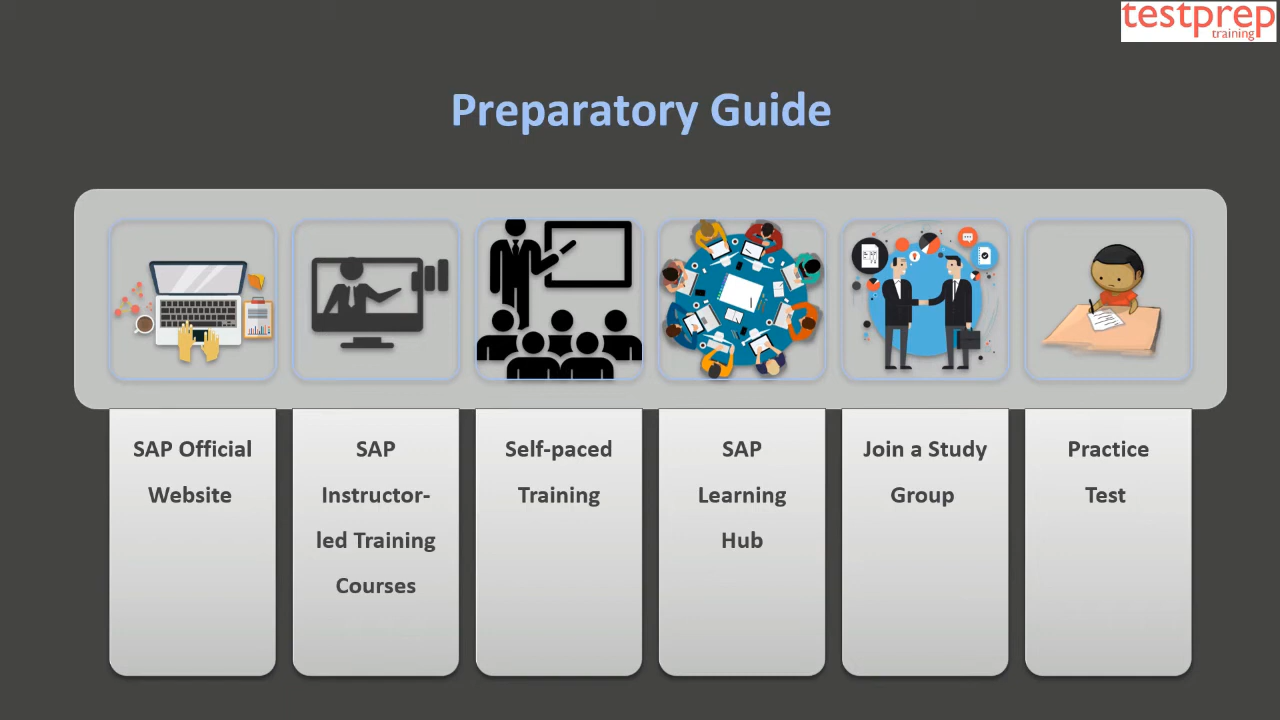 testprep
training
Preparatory Guide
SAP Official
Website
SAP
Instructor-
led Training
Courses
Self-paced
Training
SAP
Learning
Hub
Join a Study
Group
Practice
Test